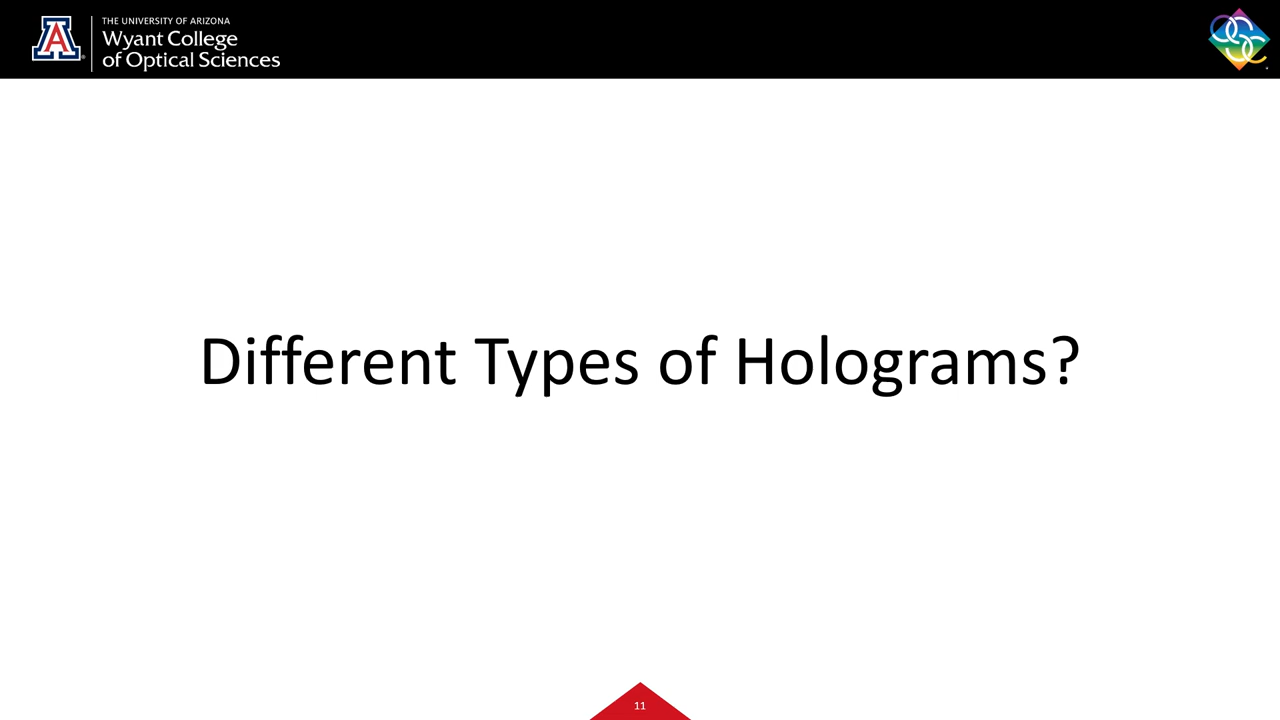 THE UNIVERSITY OF ARIZONA
Wyant College
of Optical Sciences
Different Types of Holograms?
11